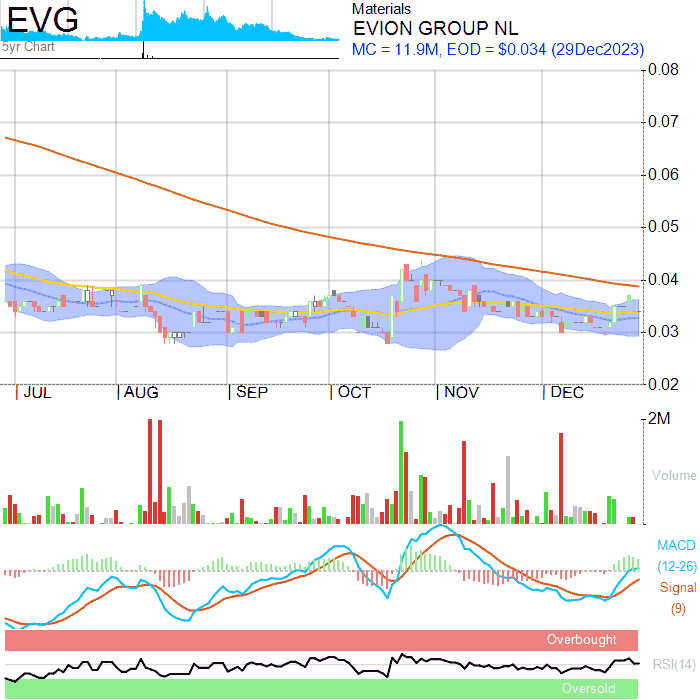 EVG
5yr Chart
Materials
EVION GROUP NL
MC = 11.9M, EOD = $0.034 (29Dec2023)
0.08
0.07
0.06
0.05
0.04
0.03
0.02
JUL AUG SEP OCT NOV DEC
2M
Volume
MACD
(12-26)
Signal
(9)
Overbought
RSI(14)
Oversold